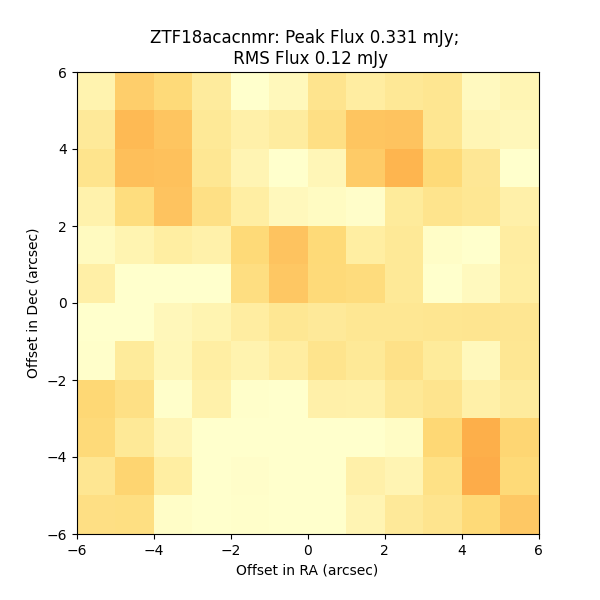 ZTF18acacnmr: Peak Flux 0.331 mJy;
RMS Flux 0.12 mJy
6
4
2
0
−2
−4
−6
Offset in Dec (arcsec)
−6 −4 −2 0 2 4 6
Offset in RA (arcsec)